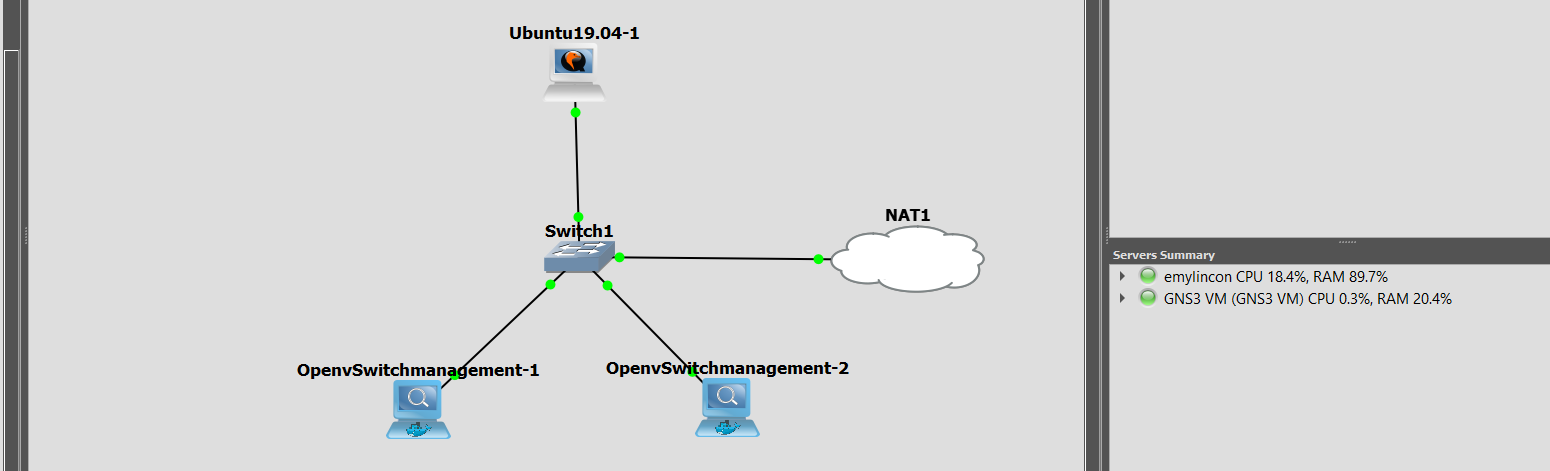 Ubuntu19.04-1
Switch1
NAT1
OpenvSwitchmanagement-1
OpenvSwitchmanagement-2
Servers Summary
emylincon CPU 18.4%, RAM 89.7%
GNS3 VM (GNS3 VM) CPU 0.3%, RAM 20.4%